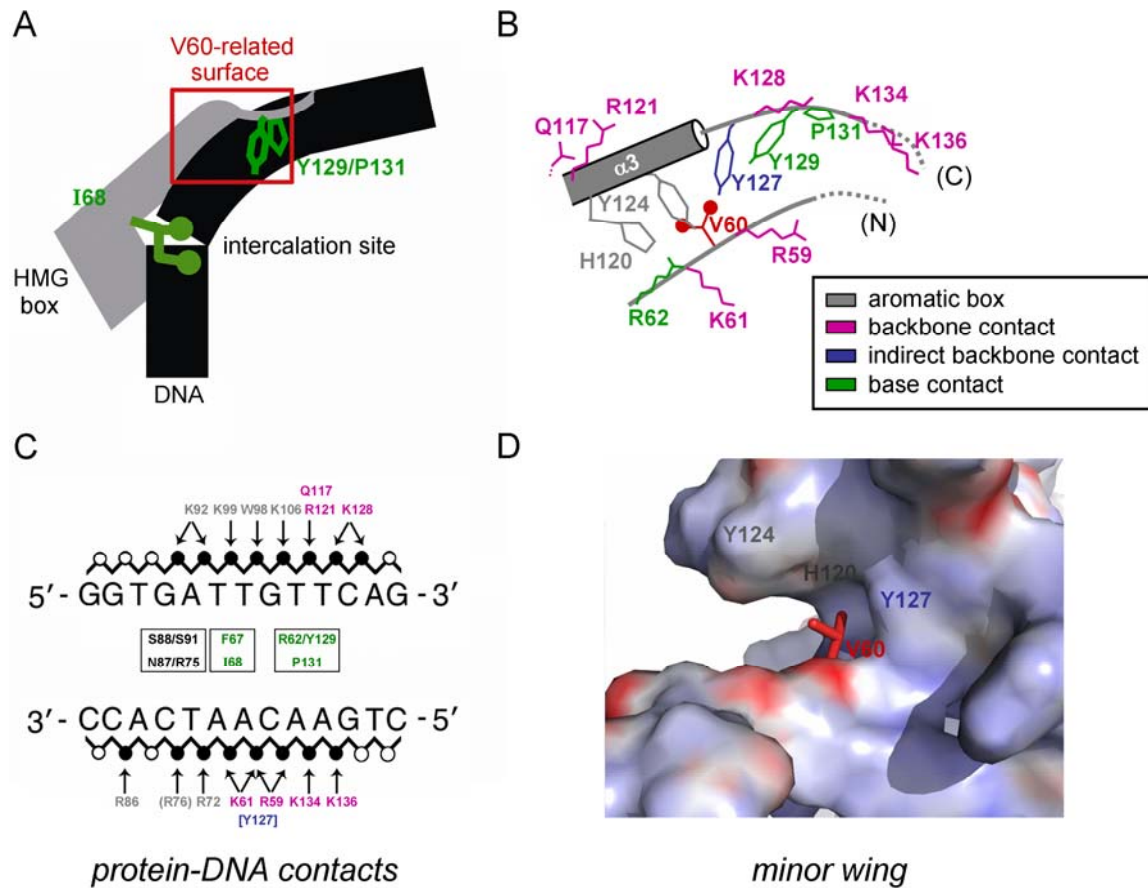 A
V60-related
surface
I68
Y129/P131
intercalation site
HMG
box
DNA
B
K128
R121
K134
Q117
P131
K136
α3
Y129
Y127
(C)
Y124
V60
(N)
H120
R59
R62
K61
aromatic box
backbone contact
indirect backbone contact
base contact
C
Q117
K92 K99 W98 K106 R121 K128
5′ - GGTGATTGTTCAG - 3′
S88/S91 F67 R62/Y129
N87/R75 I68 P131
3′ - CCACTAACAAGTC - 5′
R86 (R76) R72 K61 R59 K134 K136
[Y127]
protein-DNA contacts
D
Y124
H120
Y127
V60
minor wing